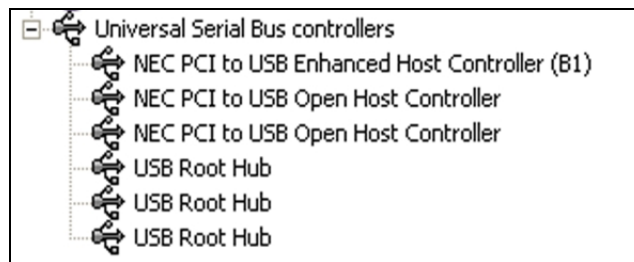 Universal Serial Bus controllers
NEC PCI to USB Enhanced Host Controller (B1)
NEC PCI to USB Open Host Controller
NEC PCI to USB Open Host Controller
USB Root Hub
USB Root Hub
USB Root Hub